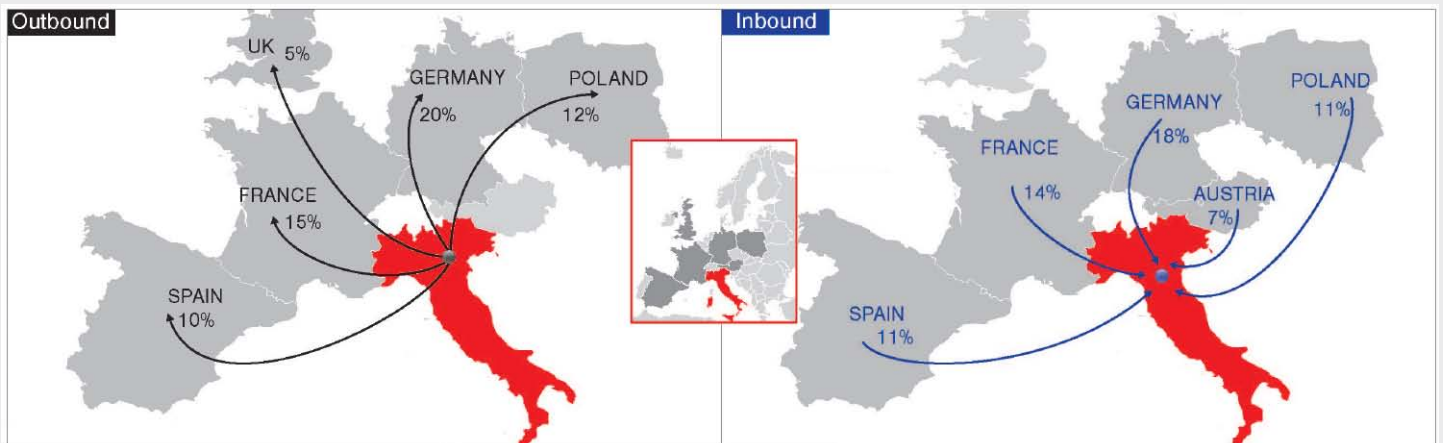 Outbound
UK 5%
GERMANY
20%
POLAND
12%
FRANCE
15%
SPAIN
10%
Inbound
POLAND
11%
GERMANY
18%
FRANCE
14%
AUSTRIA
7%
SPAIN
11%